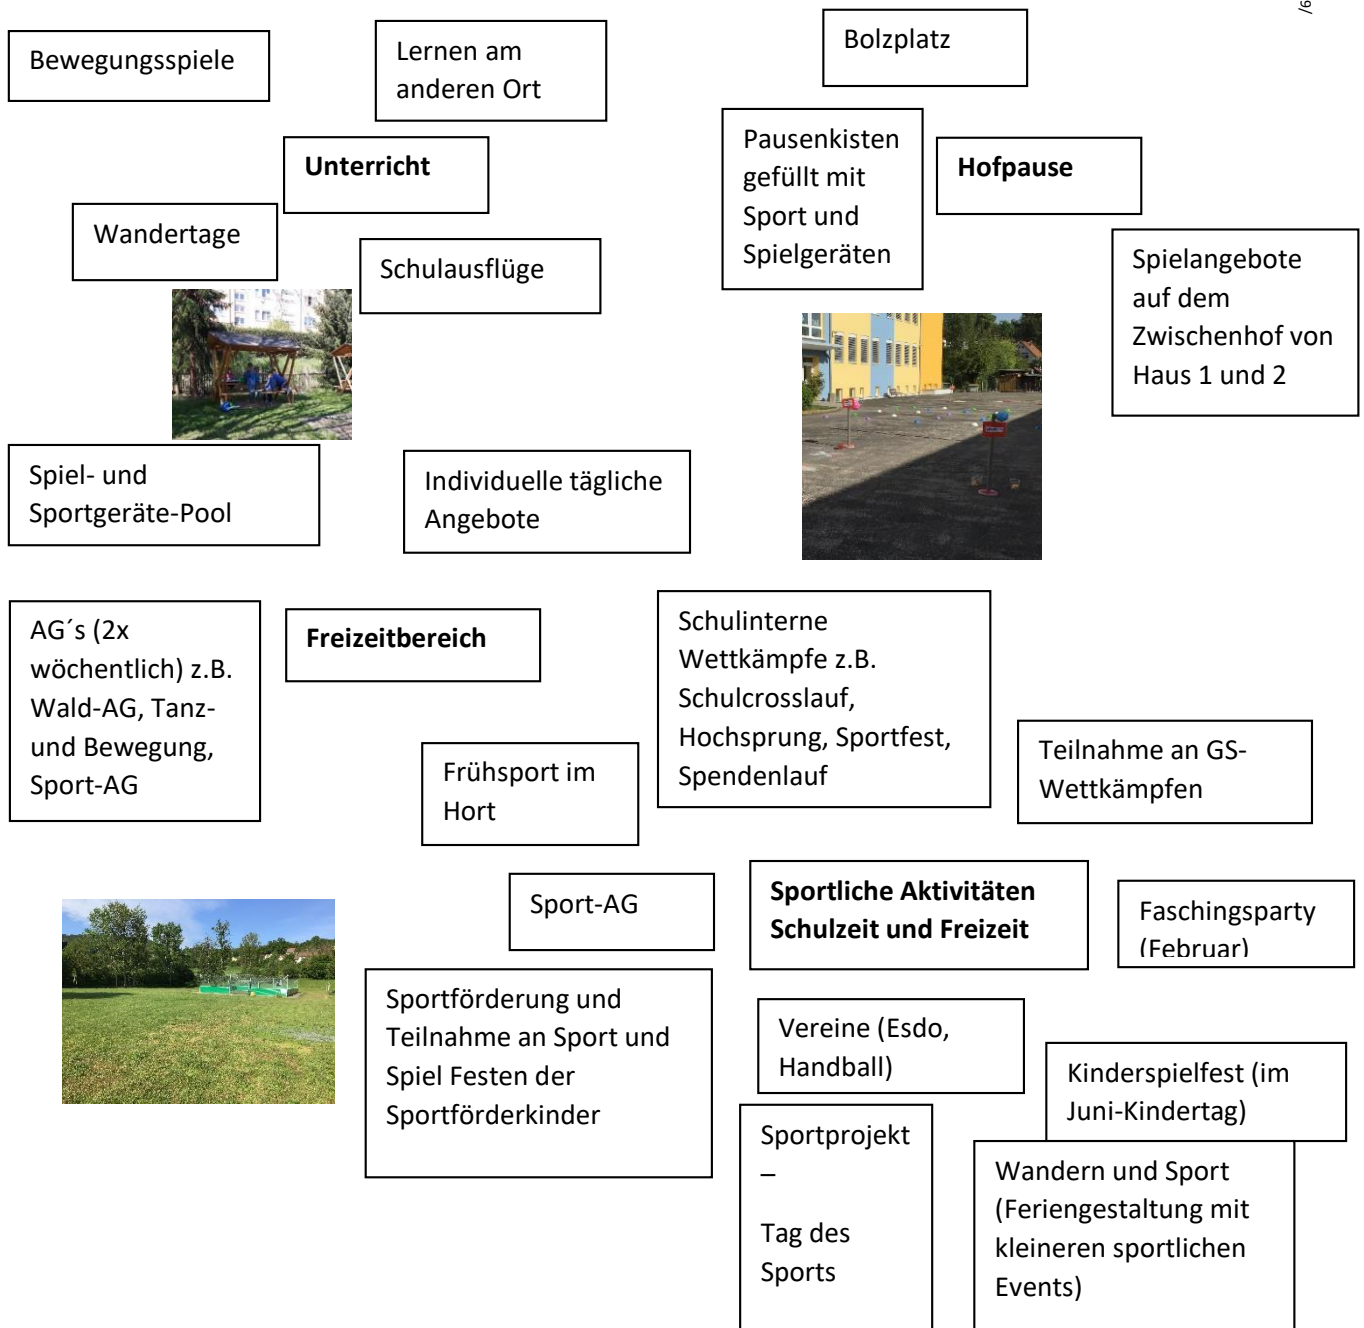 Bewegungsspiele
Lernen am
anderen Ort
Bolzplatz
Unterricht
Pausenkisten
gefüllt mit
Sport und
Spielgeräten
Hofpause
Wandertage
Schulausflüge
Spielangebote
auf dem
Zwischenhof von
Haus 1 und 2
Spiel- und
Sportgeräte-Pool
Individuelle tägliche
Angebote
AG´s (2x
wöchentlich) z.B.
Wald-AG, Tanz-
und Bewegung,
Sport-AG
Freizeitbereich
Schulinterne
Wettkämpfe z.B.
Schulcrosslauf,
Hochsprung, Sportfest,
Spendenlauf
Frühsport im
Hort
Teilnahme an GS-
Wettkämpfen
Sport-AG
Sportliche Aktivitäten
Schulzeit und Freizeit
Faschingsparty
(Februar)
Sportförderung und
Teilnahme an Sport und
Spiel Festen der
Sportförderkinder
Vereine (Esdo,
Handball)
Kinderspielfest (im
Juni-Kindertag)
Sportprojekt
–
Tag des
Sports
Wandern und Sport
(Feriengestaltung mit
kleineren sportlichen
Events)